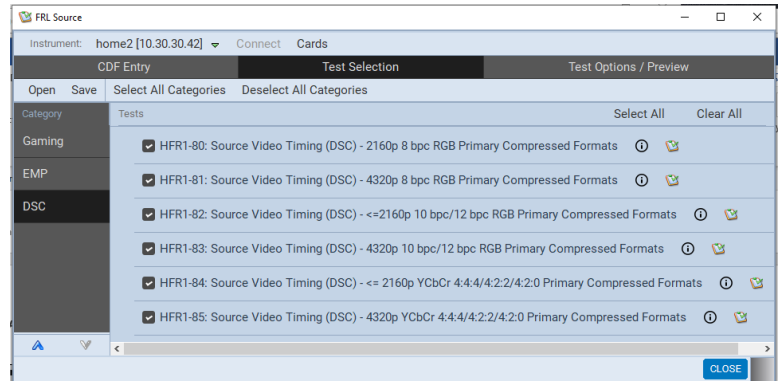 FRL Source
Instrument: home2 [10.30.30.42] Connect Cards
CDF Entry Test Selection Test Options / Preview
Open Save Select All Categories Deselect All Categories
Category Tests Select All Clear All
Gaming
EMP
DSC
HFR1-80: Source Video Timing (DSC) - 2160p 8 bpc RGB Primary Compressed Formats
HFR1-81: Source Video Timing (DSC) - 4320p 8 bpc RGB Primary Compressed Formats
HFR1-82: Source Video Timing (DSC) - <=2160p 10 bpc/12 bpc RGB Primary Compressed Formats
HFR1-83: Source Video Timing (DSC) - 4320p 10 bpc/12 bpc RGB Primary Compressed Formats
HFR1-84: Source Video Timing (DSC) - <= 2160p YCbCr 4:4:4/4:2:2/4:2:0 Primary Compressed Formats
HFR1-85: Source Video Timing (DSC) - 4320p YCbCr 4:4:4/4:2:2/4:2:0 Primary Compressed Formats
CLOSE